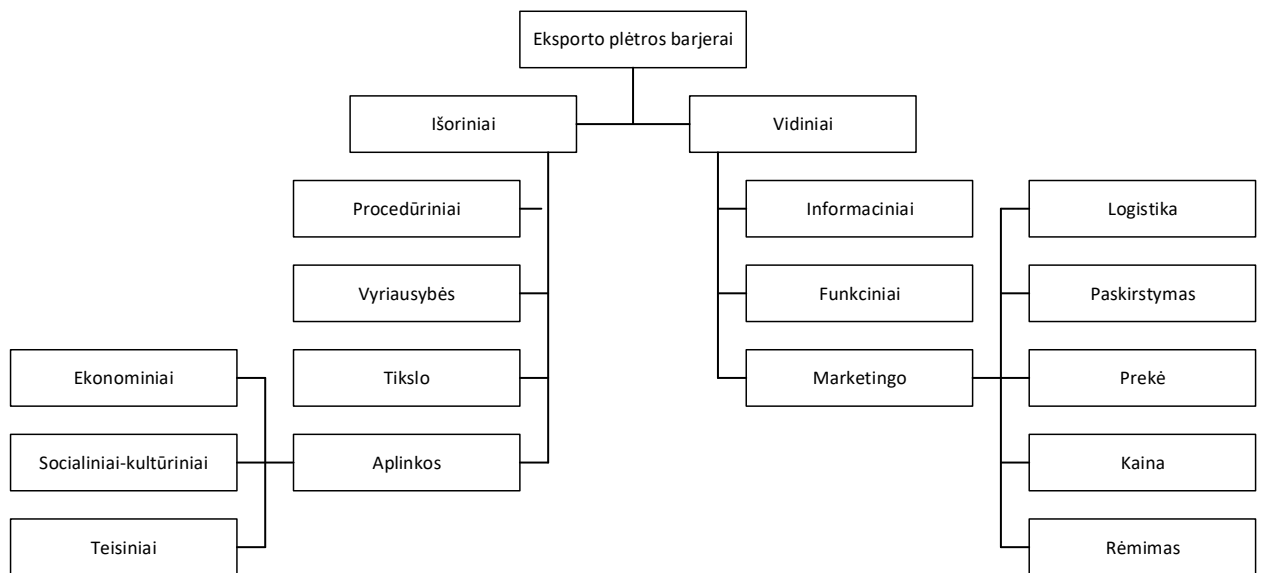 Eksporto plėtros barjerai
Išoriniai
Vidiniai
Procedūriniai
Informaciniai
Logistika
Vyriausybės
Funkciniai
Paskirstymas
Ekonominiai
Tikslo
Marketingo
Prekė
Socialiniai-kultūriniai
Aplinkos
Kaina
Teisiniai
Rėmimas